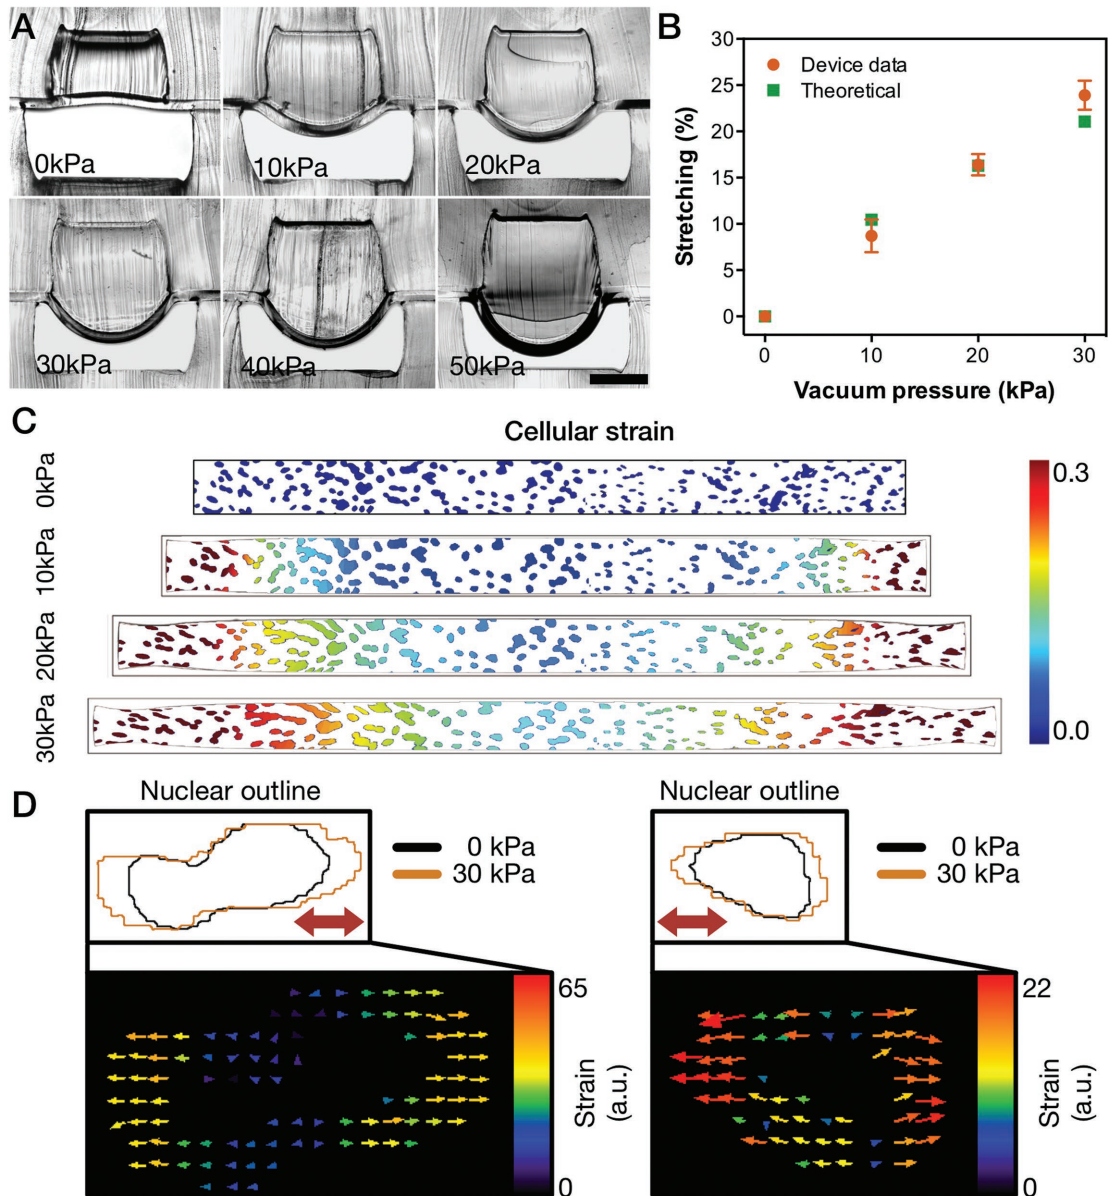 A
0kPa
10kPa
20kPa
30kPa
40kPa
50kPa
B
30
25
20
15
10
5
0
Stretching (%)
Device data
Theoretical
0
10
20
30
Vacuum pressure (kPa)
C
Cellular strain
0kPa
10kPa
20kPa
30kPa
0.3
0.0
D
Nuclear outline
0 kPa
30 kPa
65
Strain
(a.u.)
0
Nuclear outline
0 kPa
30 kPa
22
Strain
(a.u.)
0